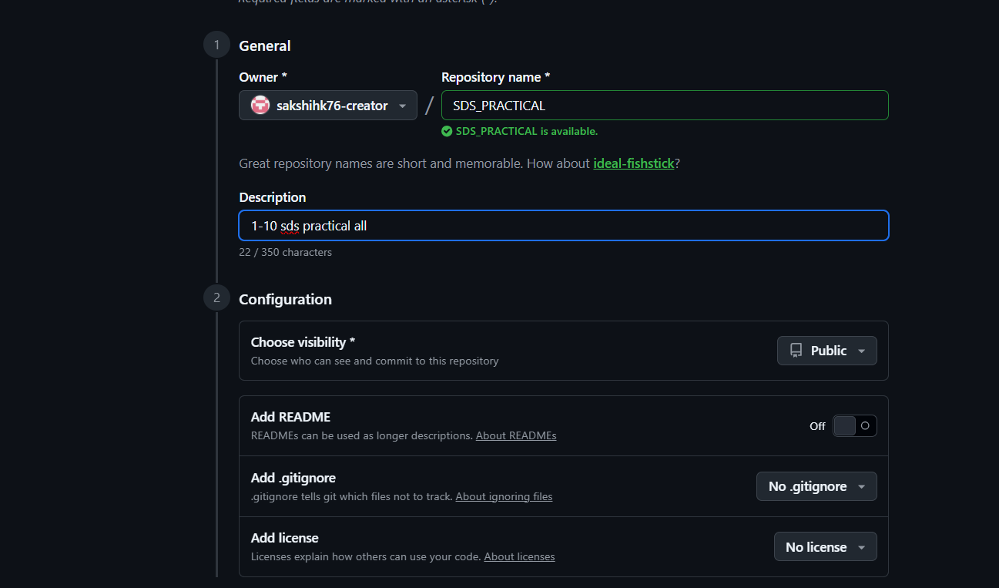 Required fields are marked with an asterisk (*).
1 General
Owner * Repository name *
sakshihk76-creator / SDS_PRACTICAL
SDS_PRACTICAL is available.
Great repository names are short and memorable. How about ideal-fishstick?
Description
1-10 sds practical all
22 / 350 characters
2 Configuration
Choose visibility *
Choose who can see and commit to this repository
Public
Add README
READMEs can be used as longer descriptions. About READMEs
Off
Add .gitignore
.gitignore tells git which files not to track. About ignoring files
No .gitignore
Add license
Licenses explain how others can use your code. About licenses
No license